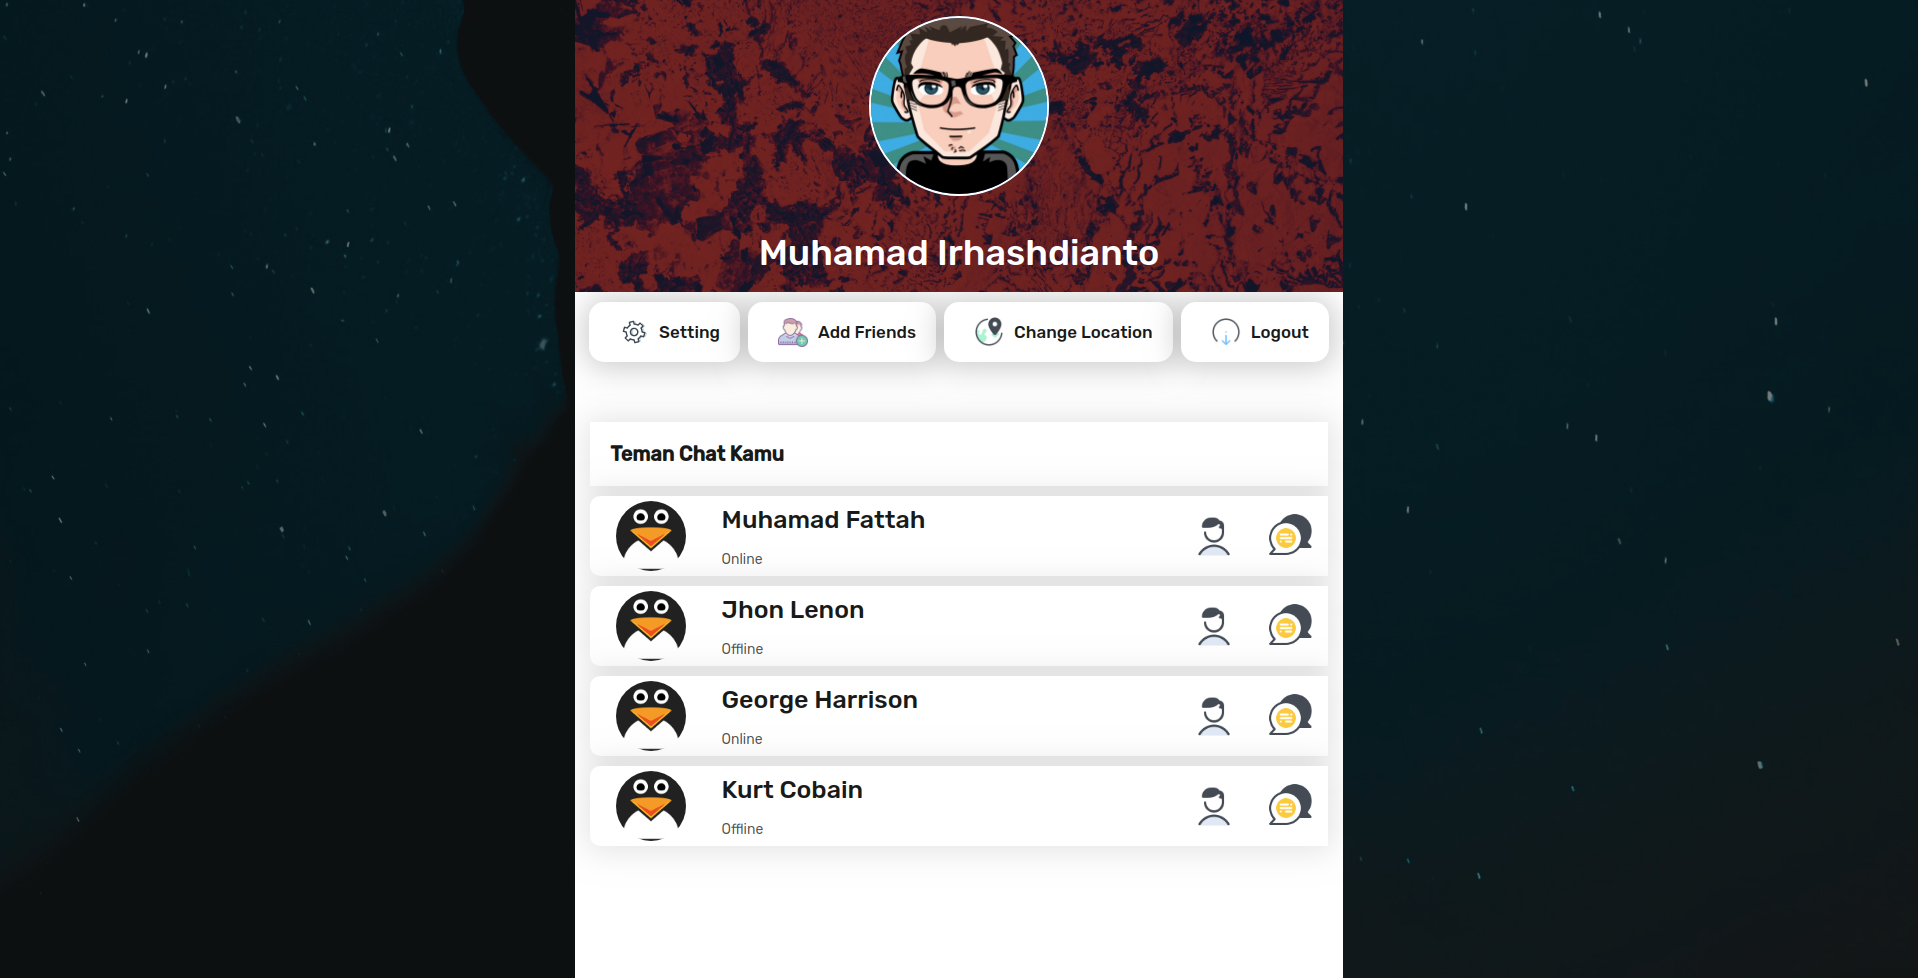 Muhamad Irhashdianto
Setting
Add Friends
Change Location
Logout
Teman Chat Kamu
Muhamad Fattah
Online
Jhon Lenon
Offline
George Harrison
Online
Kurt Cobain
Offline